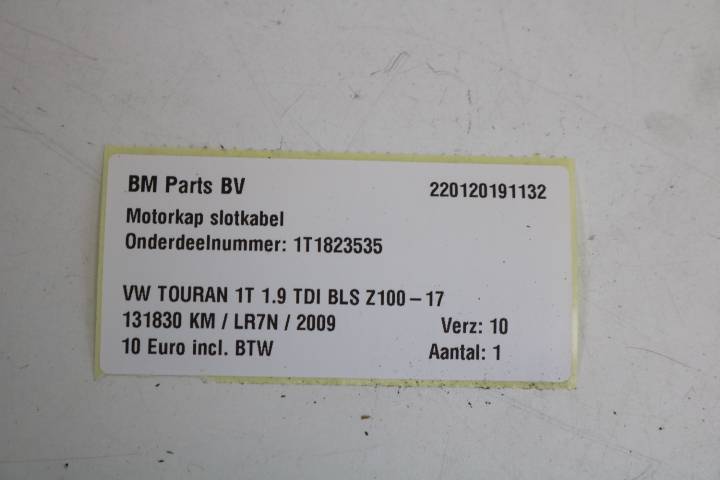 BM Parts BV 220120191132
Motorkap slotkabel
Onderdeelnummer: 1T1823535
VW TOURAN 1T 1.9 TDI BLS Z100-17
131830 KM / LR7N / 2009 Verz: 10
10 Euro incl. BTW Aantal: 1